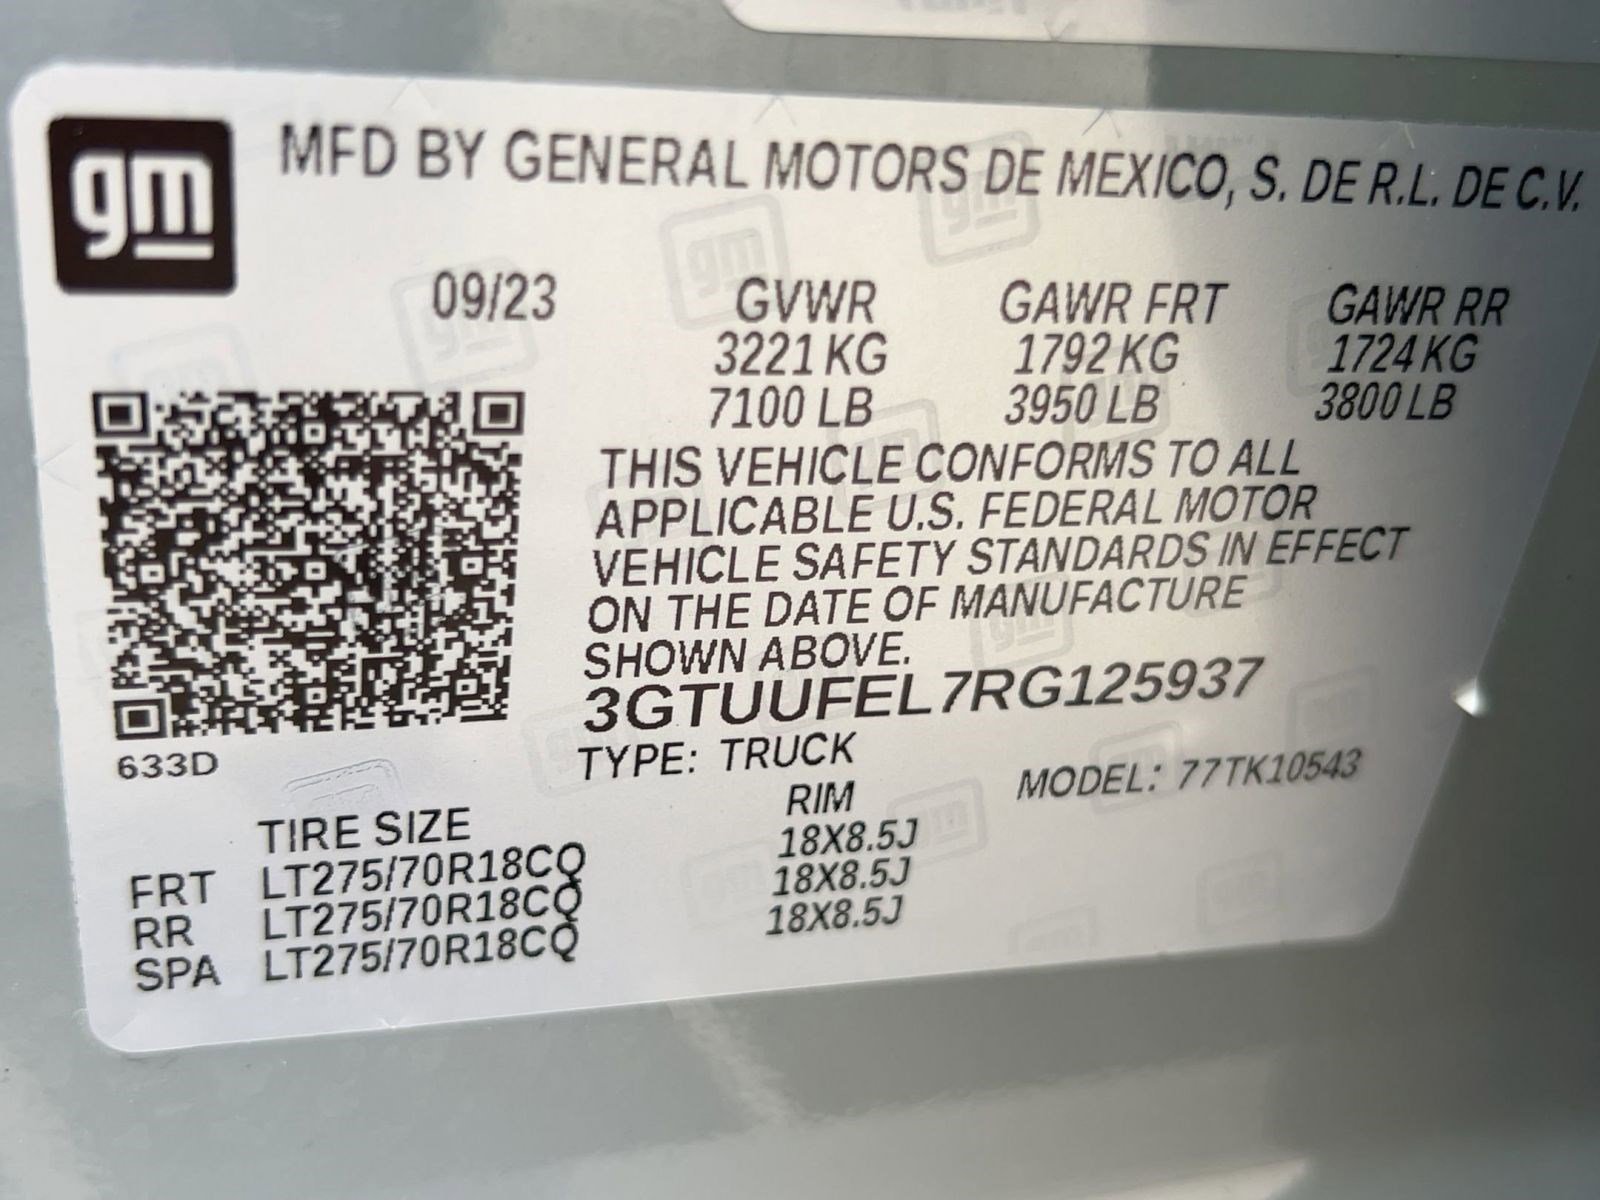 gm
MFD BY GENERAL MOTORS DE MEXICO, S. DE R.L. DE C.V.
09/23 GVWR GAWR FRT GAWR RR
3221 KG 1792 KG 1724 KG
7100 LB 3950 LB 3800 LB
THIS VEHICLE CONFORMS TO ALL
APPLICABLE U.S. FEDERAL MOTOR
VEHICLE SAFETY STANDARDS IN EFFECT
ON THE DATE OF MANUFACTURE
SHOWN ABOVE.
3GTUUFEL7RG125937
633D
TYPE: TRUCK MODEL: 77TK10543
TIRE SIZE RIM
FRT LT275/70R18CQ 18X8.5J
RR LT275/70R18CQ 18X8.5J
SPA LT275/70R18CQ 18X8.5J